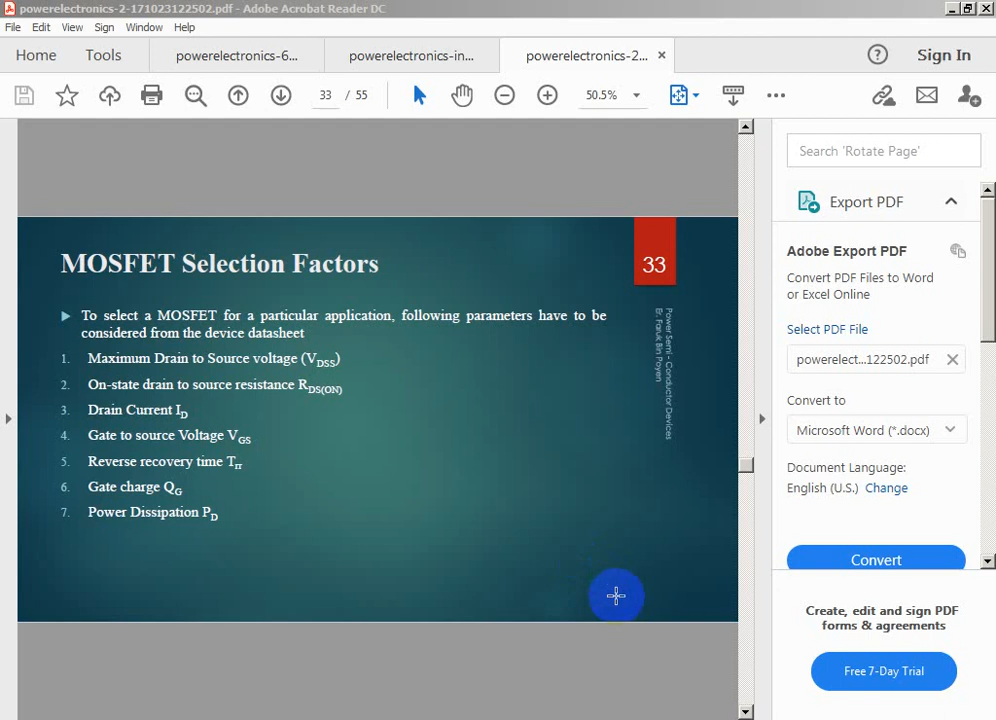 powerelectronics-2-171023122502.pdf - Adobe Acrobat Reader DC
File Edit View Sign Window Help
Home Tools powerelectronics-6... powerelectronics-in... powerelectronics-2... × Sign In
33 / 55 50.5%
Search 'Rotate Page'
Export PDF
Adobe Export PDF
Convert PDF Files to Word
or Excel Online
Select PDF File
powerelect...122502.pdf
Convert to
Microsoft Word (*.docx)
Document Language:
English (U.S.) Change
Convert
Create, edit and sign PDF
forms & agreements
Free 7-Day Trial
MOSFET Selection Factors
33
To select a MOSFET for a particular application, following parameters have to be
considered from the device datasheet
1. Maximum Drain to Source voltage (VDSS)
2. On-state drain to source resistance RDS(ON)
3. Drain Current ID
4. Gate to source Voltage VGS
5. Reverse recovery time Trr
6. Gate charge QG
7. Power Dissipation PD
Power Semi - Conductor Devices
Er. Faruk Bin Poyen